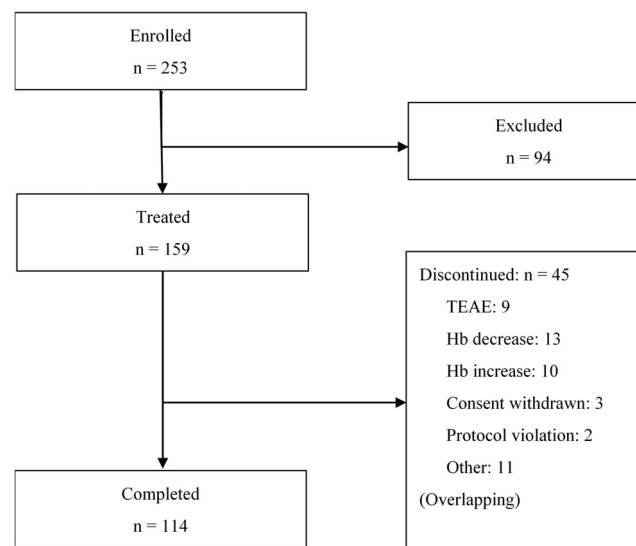 Enrolled
n = 253
Excluded
n = 94
Treated
n = 159
Discontinued: n = 45
TEAE: 9
Hb decrease: 13
Hb increase: 10
Consent withdrawn: 3
Protocol violation: 2
Other: 11
(Overlapping)
Completed
n = 114